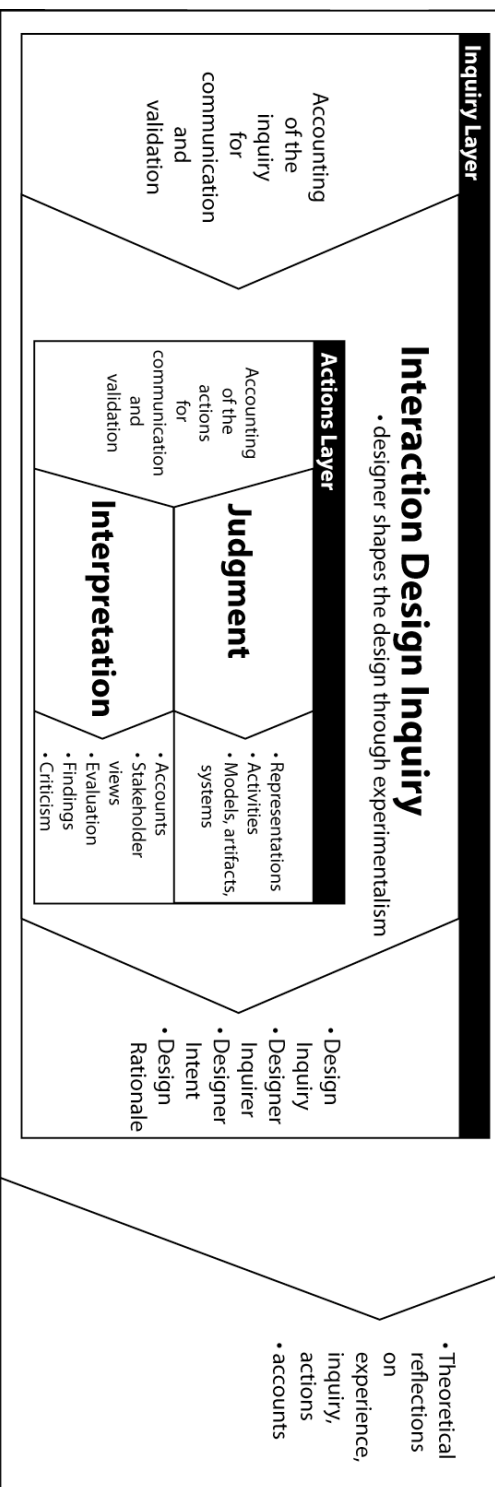 Inquiry Layer
Accounting
of the
inquiry
for
communication
and
validation
Interaction Design Inquiry
• designer shapes the design through experimentalism
Actions Layer
Accounting
of the
actions
for
communication
and
validation
Judgment
• Representations
• Activities
• Models, artifacts,
systems
Interpretation
• Accounts
• Stakeholder
views
• Evaluation
• Findings
• Criticism
• Design
Inquiry
• Designer
Inquirer
• Designer
Intent
• Design
Rationale
• Theoretical
reflections
on
experience,
inquiry,
actions
• accounts